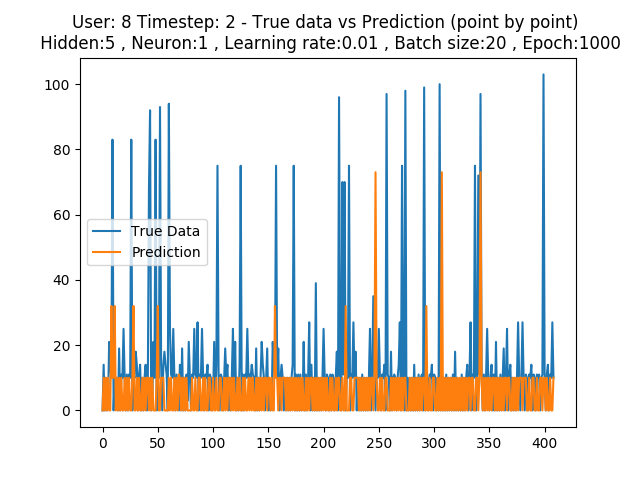 User: 8 Timestep: 2 - True data vs Prediction (point by point)
Hidden:5 , Neuron:1 , Learning rate:0.01 , Batch size:20 , Epoch:1000
100
80
60
40
20
0
True Data
Prediction
0 50 100 150 200 250 300 350 400